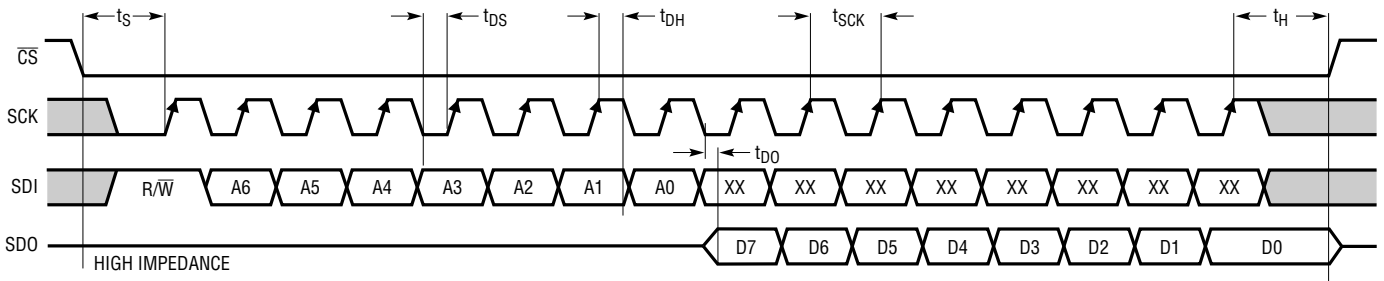 tS tDS tDH tSCK tH
CS
SCK
tDO
SDI R/W A6 A5 A4 A3 A2 A1 A0 XX XX XX XX XX XX XX XX
SDO D7 D6 D5 D4 D3 D2 D1 D0
HIGH IMPEDANCE